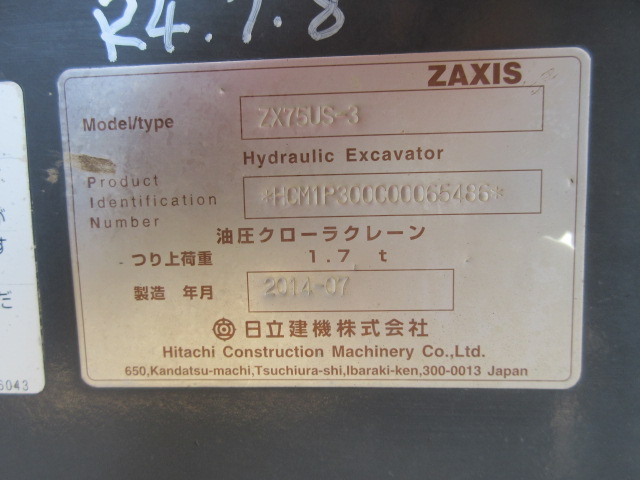 R4.7.8
ZAXIS
Model/type ZX75US-3
Hydraulic Excavator
Product
Identification *HCM1P300C00065486*
Number
油圧クローラクレーン
つり上荷重 1.7 t
製造 年月 2014-07
日立建機株式会社
Hitachi Construction Machinery Co.,Ltd.
650,Kandatsu-machi,Tsuchiura-shi,Ibaraki-ken,300-0013 Japan
が
す
だ
6043